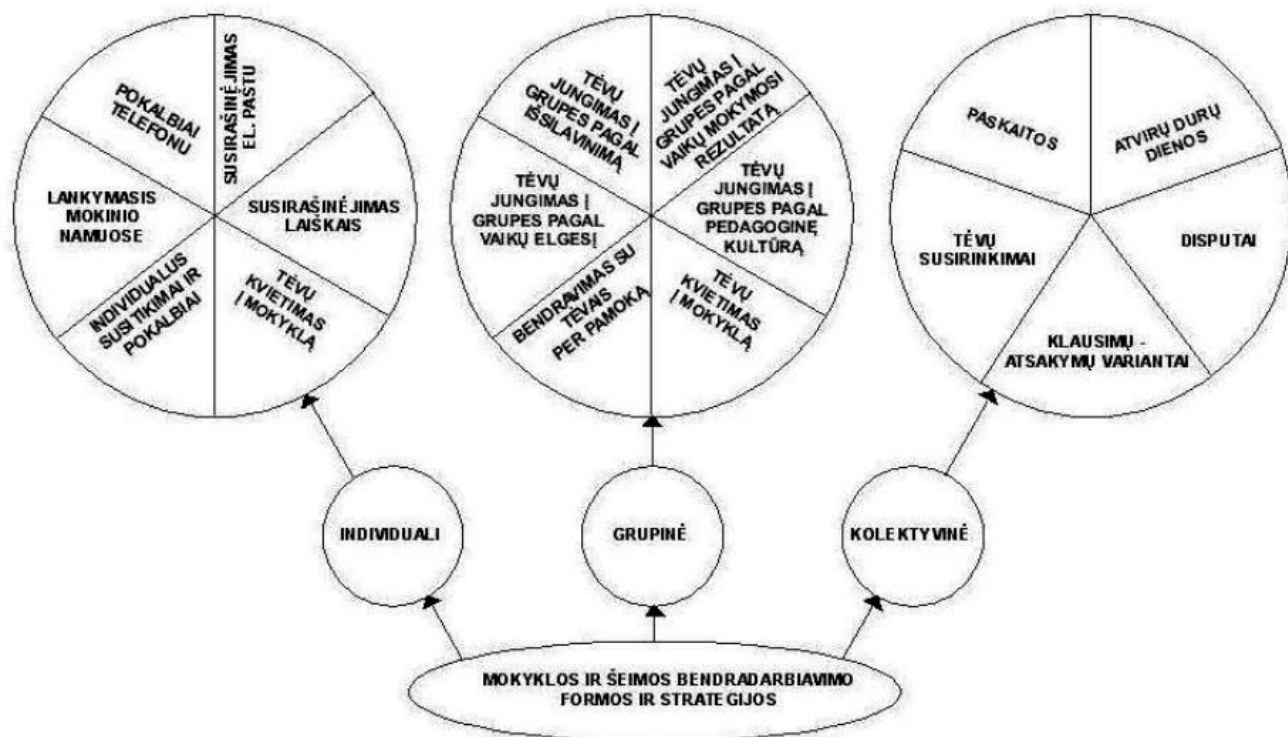 POKALBIAI
TELEFONU
SUSIRAŠINĖJIMAS
EL. PAŠTU
LANKYMASIS
MOKINIO
NAMUOSE
SUSIRAŠINĖJIMAS
LAIŠKAIS
INDIVIDUALUS
SUSITIKIMAI IR
POKALBIAI
TĖVŲ
KVIETIMAS
Į MOKYKLĄ
TĖVŲ
JUNGIMAS Į
GRUPES PAGAL
IŠSILAVINIMĄ
TĖVŲ
JUNGIMAS Į
GRUPES PAGAL
VAIKŲ MOKYMOSI
REZULTATĄ
TĖVŲ
JUNGIMAS Į
GRUPES PAGAL
VAIKŲ ELGESĮ
TĖVŲ
JUNGIMAS Į
GRUPES PAGAL
PEDAGOGINĘ
KULTŪRĄ
BENDRAVIMAS SU
TĖVAIS
PER PAMOKĄ
TĖVŲ
KVIETIMAS
Į MOKYKLĄ
PASKAITOS
ATVIRŲ DURŲ
DIENOS
TĖVŲ
SUSIRINKIMAI
DISPUTAI
KLAUSIMŲ -
ATSAKYMŲ VARIANTAI
INDIVIDUALI
GRUPINĖ
KOLEKTYVINĖ
MOKYKLOS IR ŠEIMOS BENDRADARBIAVIMO
FORMOS IR STRATEGIJOS